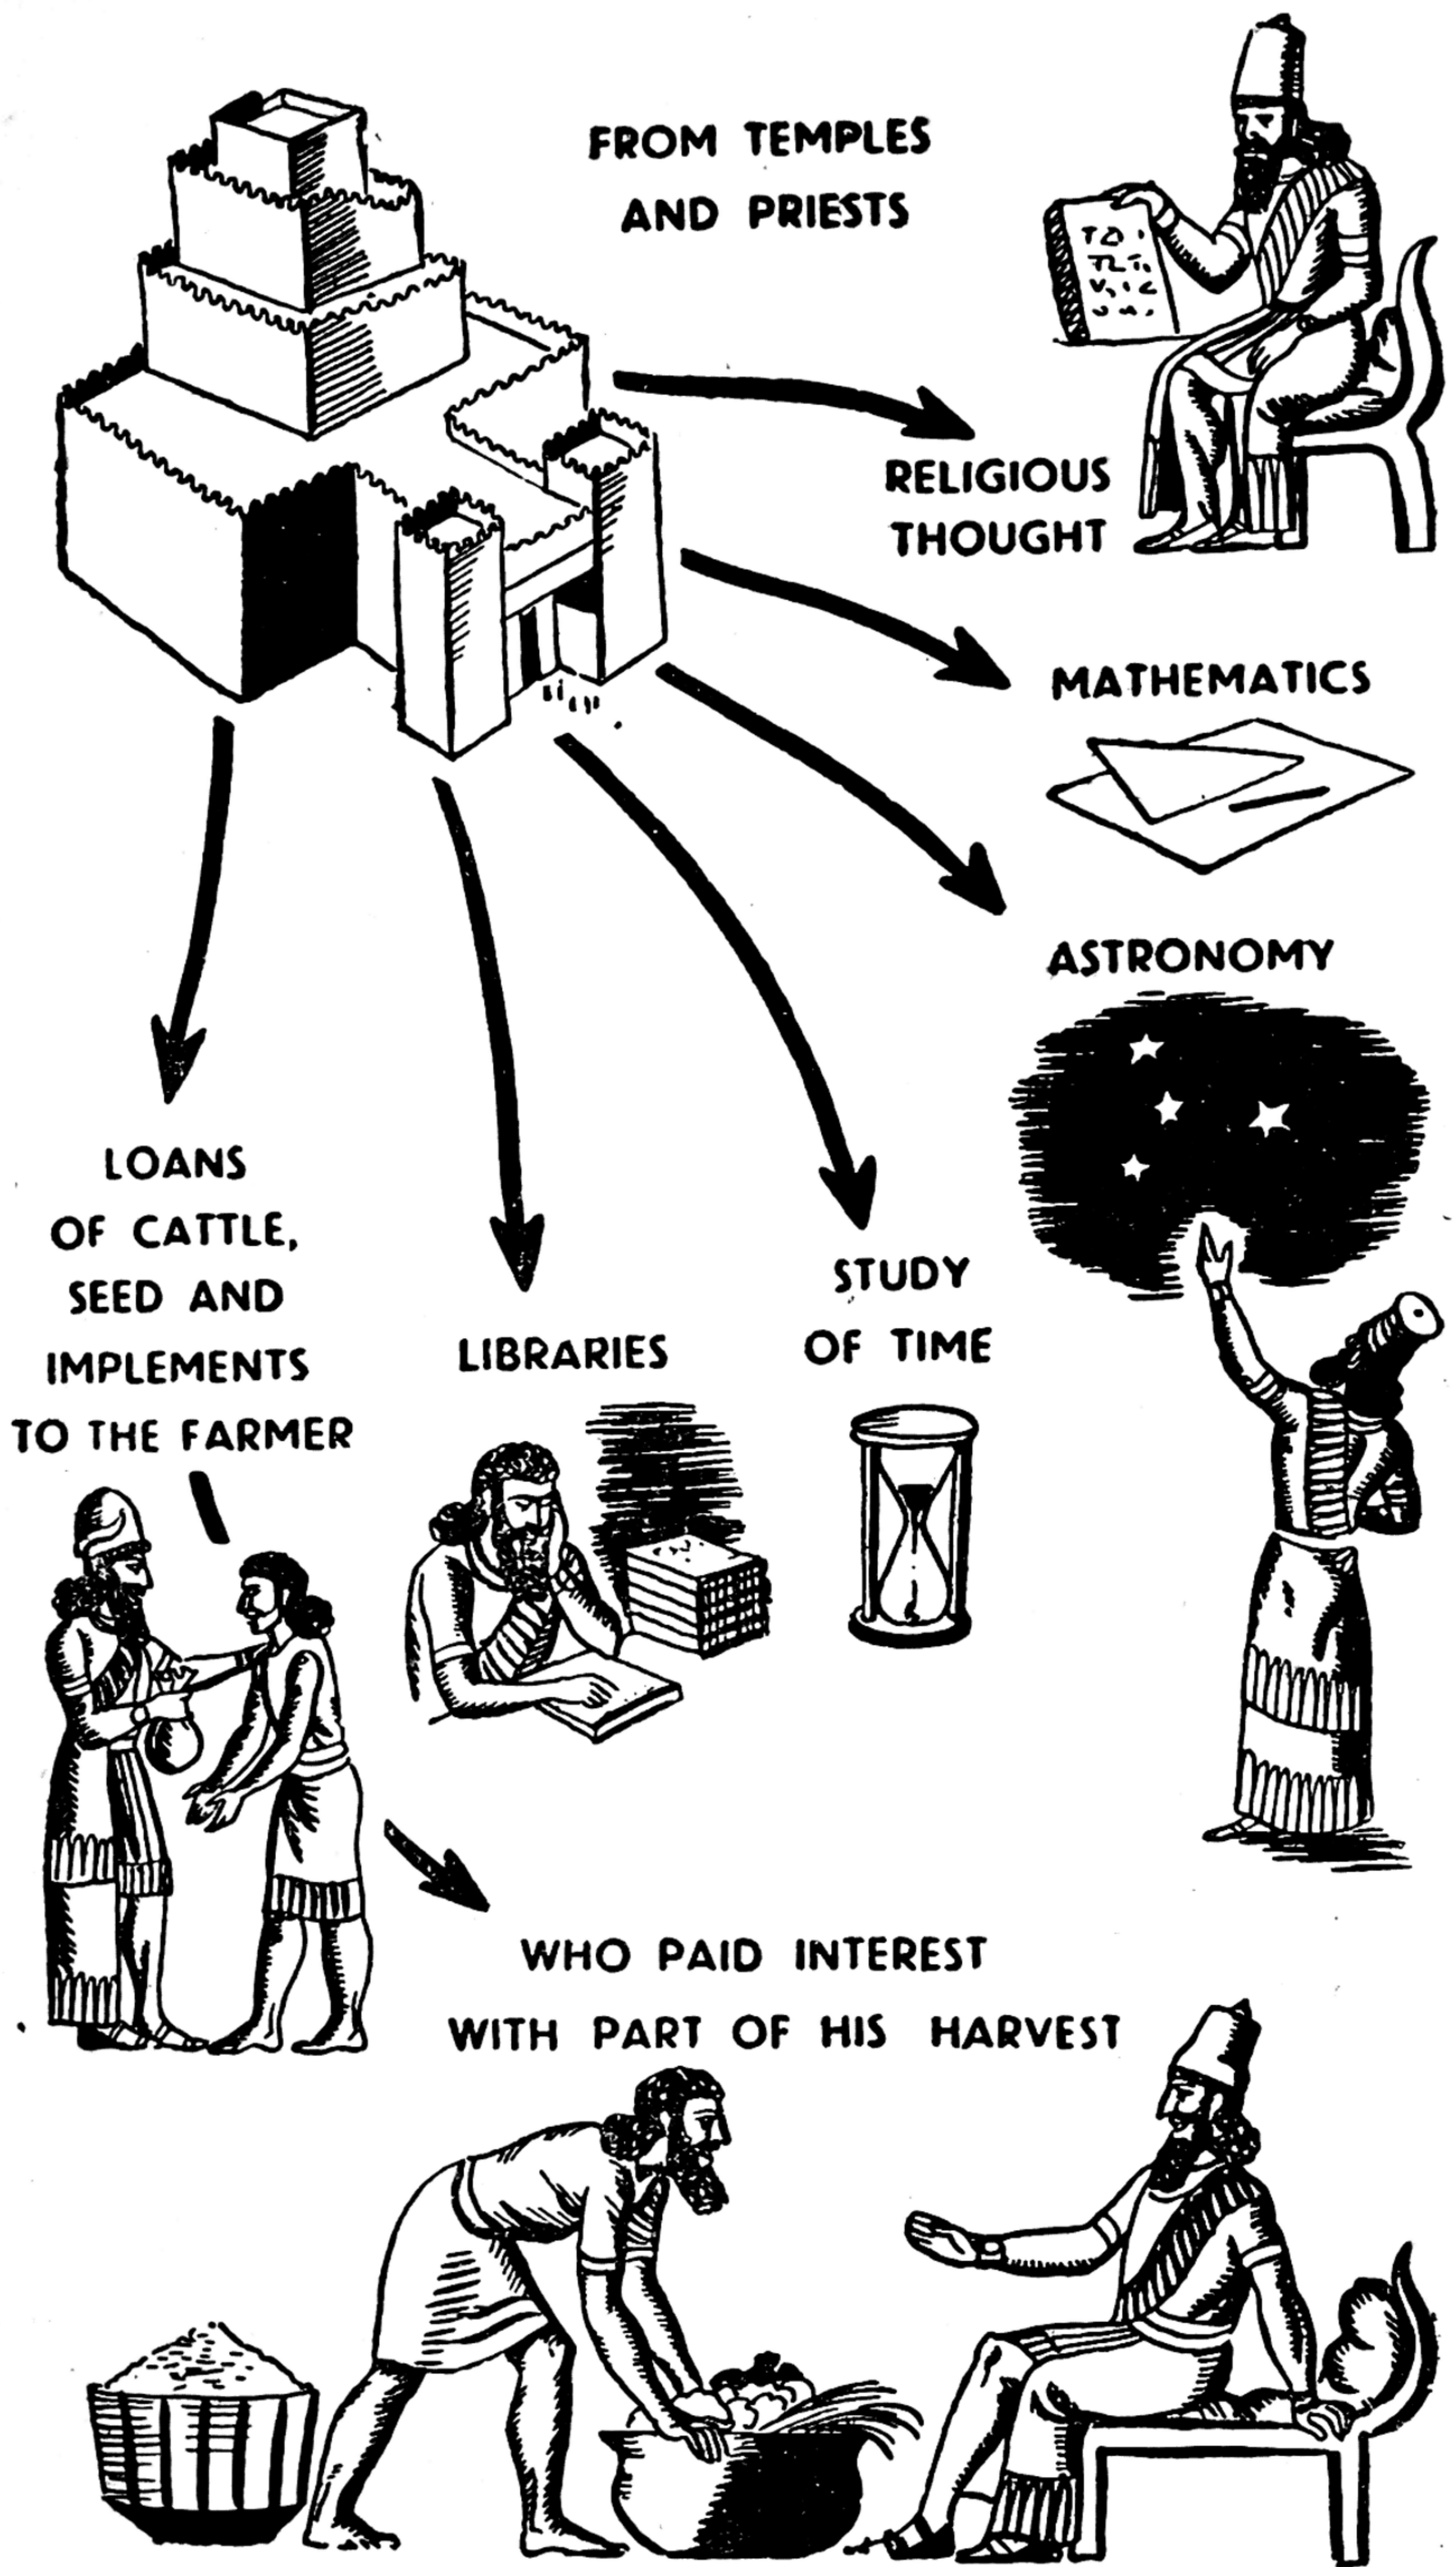 FROM TEMPLES
AND PRIESTS
RELIGIOUS
THOUGHT
MATHEMATICS
ASTRONOMY
LOANS
OF CATTLE,
SEED AND
IMPLEMENTS
TO THE FARMER
LIBRARIES
STUDY
OF TIME
WHO PAID INTEREST
WITH PART OF HIS HARVEST